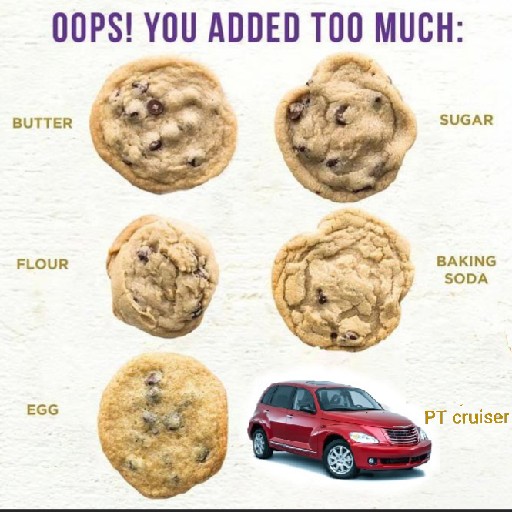 OOPS! YOU ADDED TOO MUCH:
BUTTER
SUGAR
FLOUR
BAKING
SODA
EGG
PT cruiser